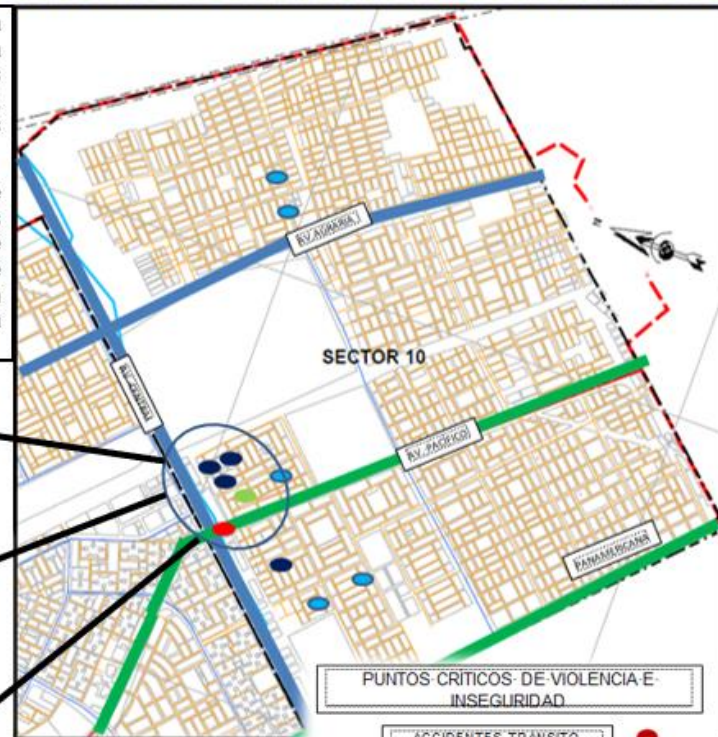 AV. AGRARIA
SECTOR 10
AV. PACIFICO
PANAMERICANA
PUNTOS CRITICOS DE VIOLENCIA E
INSEGURIDAD
ACCIDENTES TRANSITO